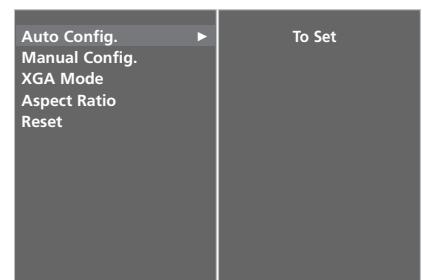 Auto Config. ► To Set
Manual Config.
XGA Mode
Aspect Ratio
Reset